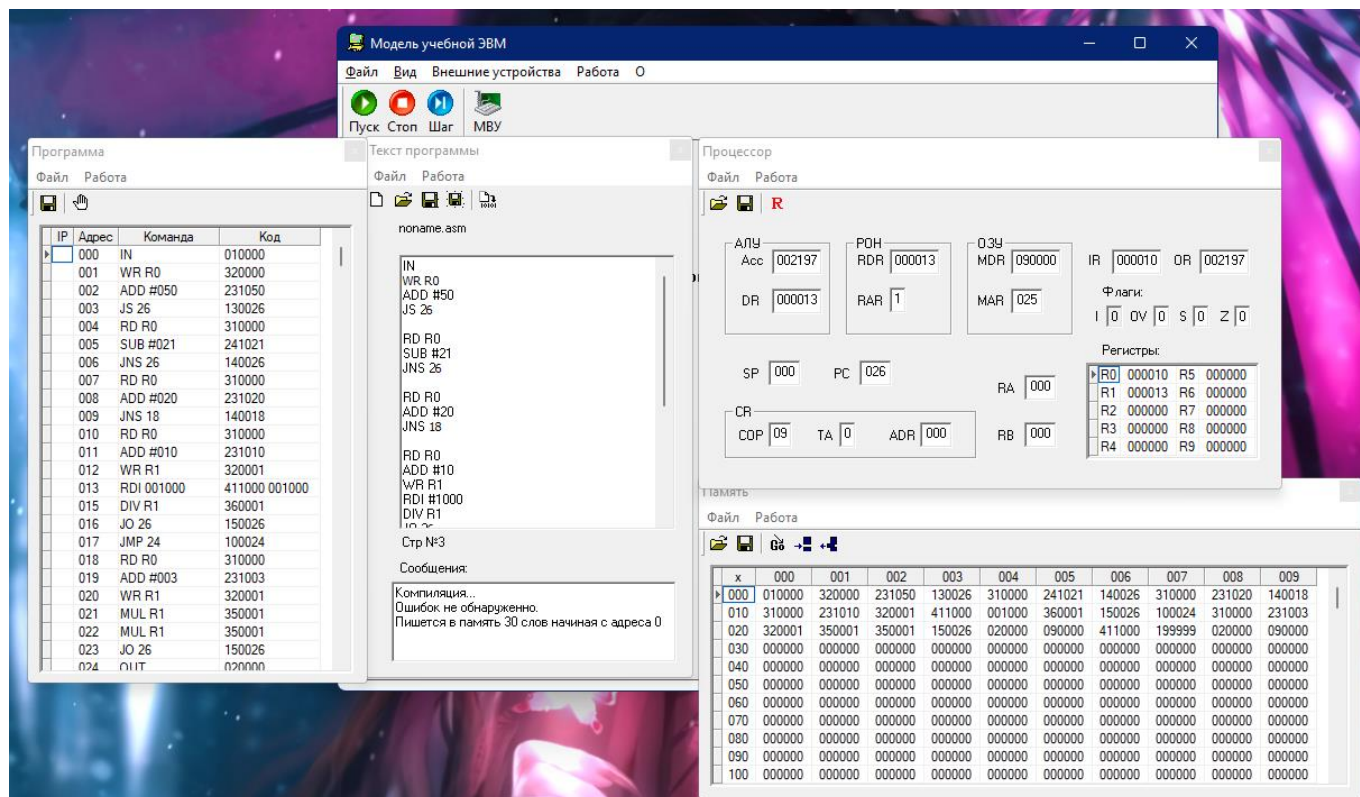 Модель учебной ЭВМ
Файл Вид Внешние устройства Работа О
Пуск Стоп Шаг МВУ
Программа
Файл Работа
IP Адрес Команда Код
000 IN 010000
001 WR R0 320000
002 ADD #050 231050
003 JS 26 130026
004 RD R0 310000
005 SUB #021 241021
006 JNS 26 140026
007 RD R0 310000
008 ADD #020 231020
009 JNS 18 140018
010 RD R0 310000
011 ADD #010 231010
012 WR R1 320001
013 RDI 001000 411000 001000
015 DIV R1 360001
016 JO 26 150026
017 JMP 24 100024
018 RD R0 310000
019 ADD #003 231003
020 WR R1 320001
021 MUL R1 350001
022 MUL R1 350001
023 JO 26 150026
024 OUT 020000
Текст программы
Файл Работа
noname.asm
IN
WR R0
ADD #50
JS 26
RD R0
SUB #21
JNS 26
RD R0
ADD #20
JNS 18
RD R0
ADD #10
WR R1
RDI #1000
DIV R1
JO 26
Стр №3
Сообщения:
Компиляция...
Ошибок не обнаруженно.
Пишется в память 30 слов начиная с адреса 0
Процессор
Файл Работа
R
АЛУ РОН ОЗУ
Acc 002197 RDR 000013 MDR 090000 IR 000010 OR 002197
DR 000013 RAR 1 MAR 025
Флаги:
I 0 OV 0 S 0 Z 0
Регистры:
SP 000 PC 026 RA 000
R0 000010 R5 000000
R1 000013 R6 000000
R2 000000 R7 000000
R3 000000 R8 000000
R4 000000 R9 000000
CR
COP 09 TA 0 ADR 000 RB 000
Память
Файл Работа
Go
x 000 001 002 003 004 005 006 007 008 009
000 010000 320000 231050 130026 310000 241021 140026 310000 231020 140018
010 310000 231010 320001 411000 001000 360001 150026 100024 310000 231003
020 320001 350001 350001 150026 020000 090000 411000 199999 020000 090000
030 000000 000000 000000 000000 000000 000000 000000 000000 000000 000000
040 000000 000000 000000 000000 000000 000000 000000 000000 000000 000000
050 000000 000000 000000 000000 000000 000000 000000 000000 000000 000000
060 000000 000000 000000 000000 000000 000000 000000 000000 000000 000000
070 000000 000000 000000 000000 000000 000000 000000 000000 000000 000000
080 000000 000000 000000 000000 000000 000000 000000 000000 000000 000000
090 000000 000000 000000 000000 000000 000000 000000 000000 000000 000000
100 000000 000000 000000 000000 000000 000000 000000 000000 000000 000000